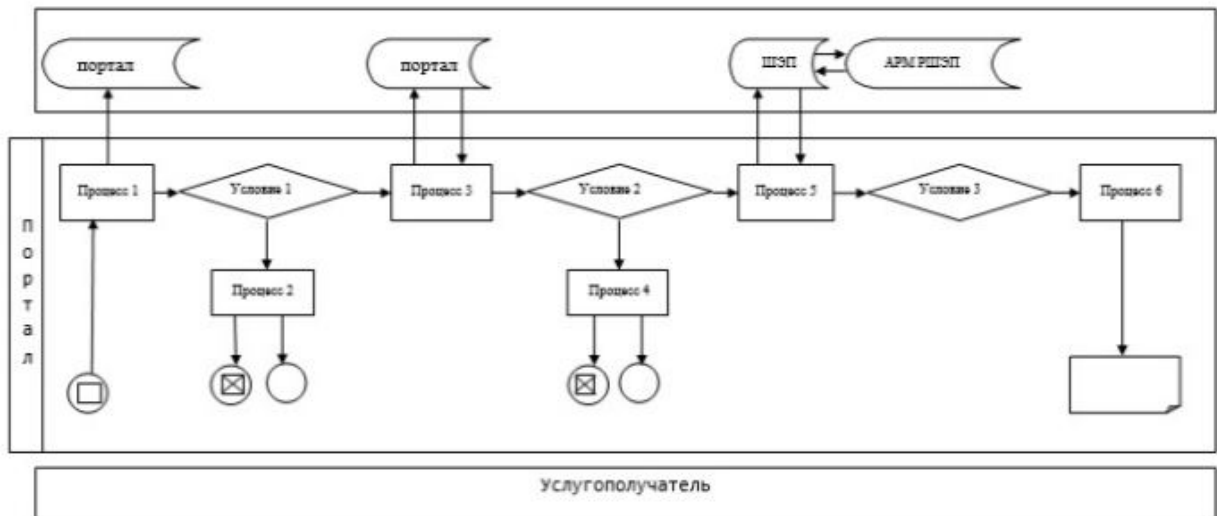 портал
портал
ШЭП
АРМ РШЭП
Процесс 1
Условие 1
Процесс 3
Условие 2
Процесс 5
Условие 3
Процесс 6
Портал
Процесс 2
Процесс 4
Услугополучатель